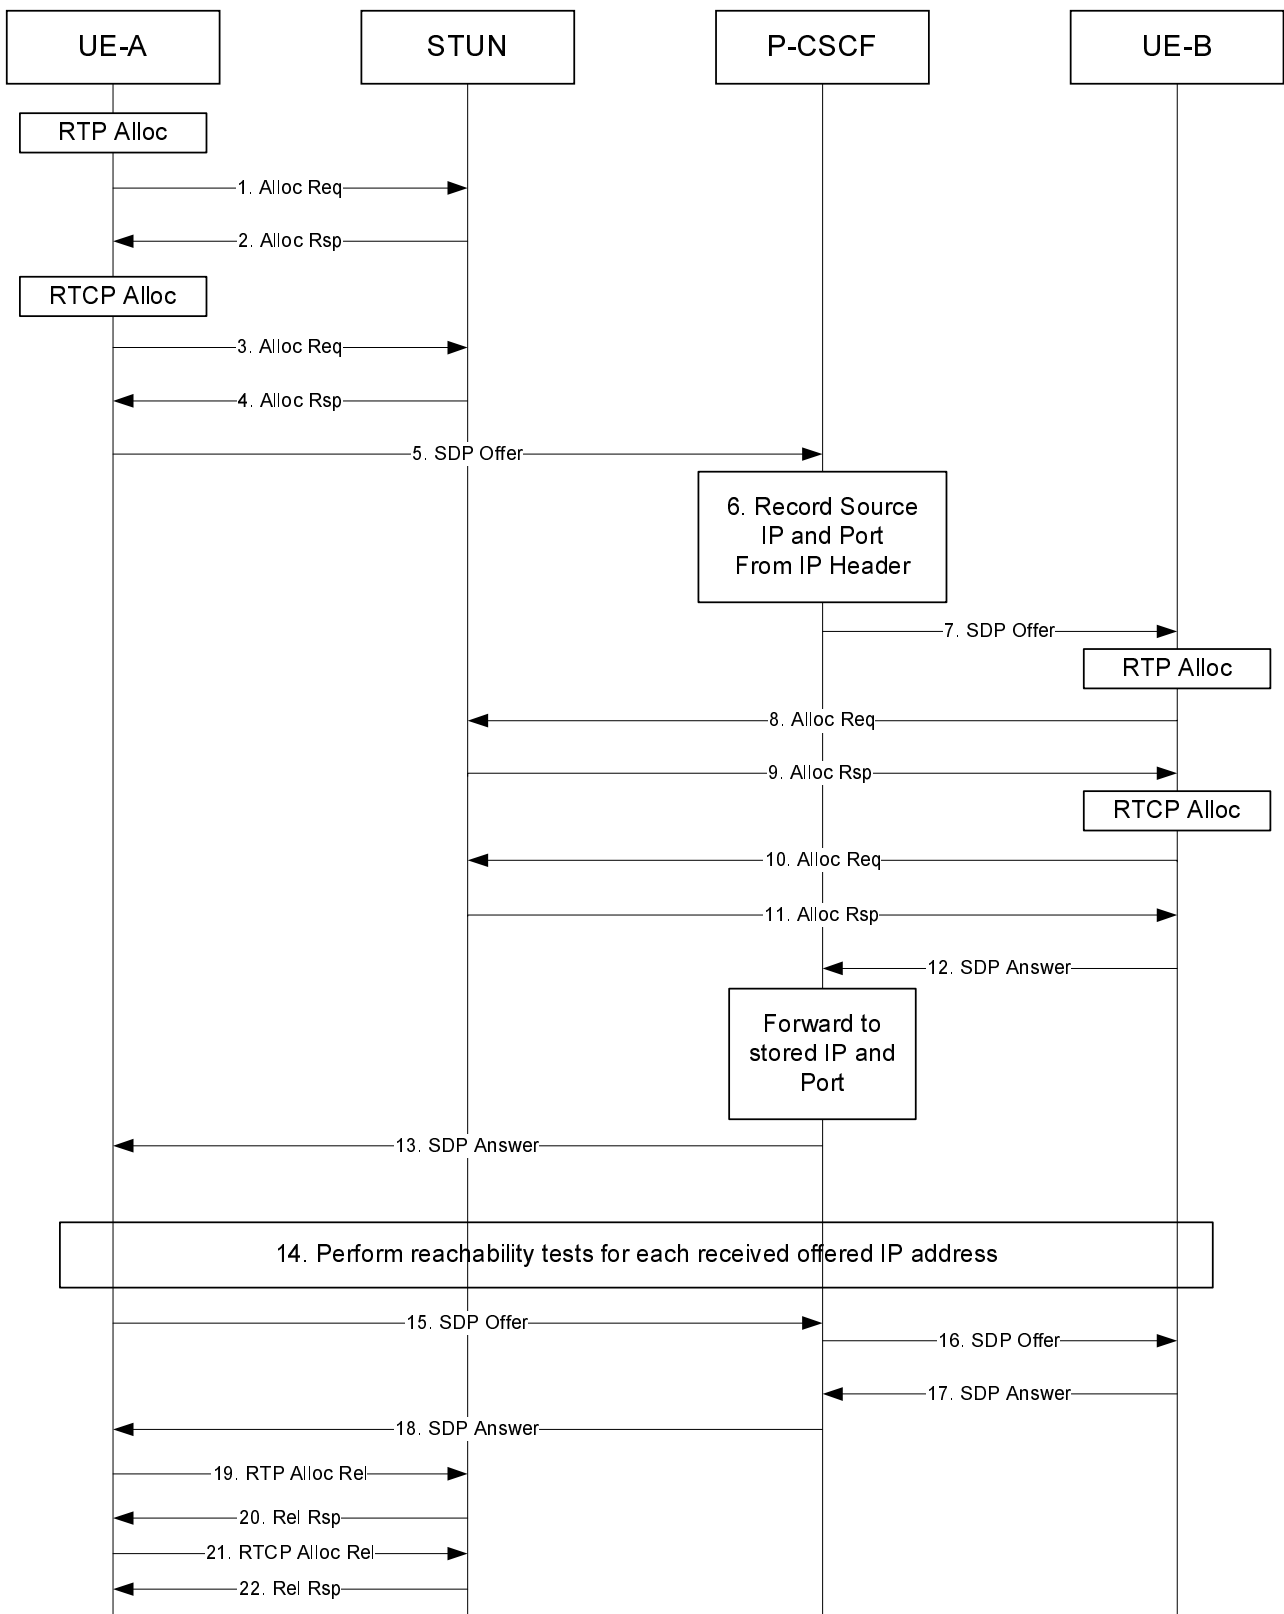 UE-A
STUN
P-CSCF
UE-B
RTP Alloc
1. Alloc Req
2. Alloc Rsp
RTCP Alloc
3. Alloc Req
4. Alloc Rsp
5. SDP Offer
6. Record Source
IP and Port
From IP Header
7. SDP Offer
RTP Alloc
8. Alloc Req
9. Alloc Rsp
RTCP Alloc
10. Alloc Req
11. Alloc Rsp
12. SDP Answer
Forward to
stored IP and
Port
13. SDP Answer
14. Perform reachability tests for each received offered IP address
15. SDP Offer
16. SDP Offer
17. SDP Answer
18. SDP Answer
19. RTP Alloc Rel
20. Rel Rsp
21. RTCP Alloc Rel
22. Rel Rsp